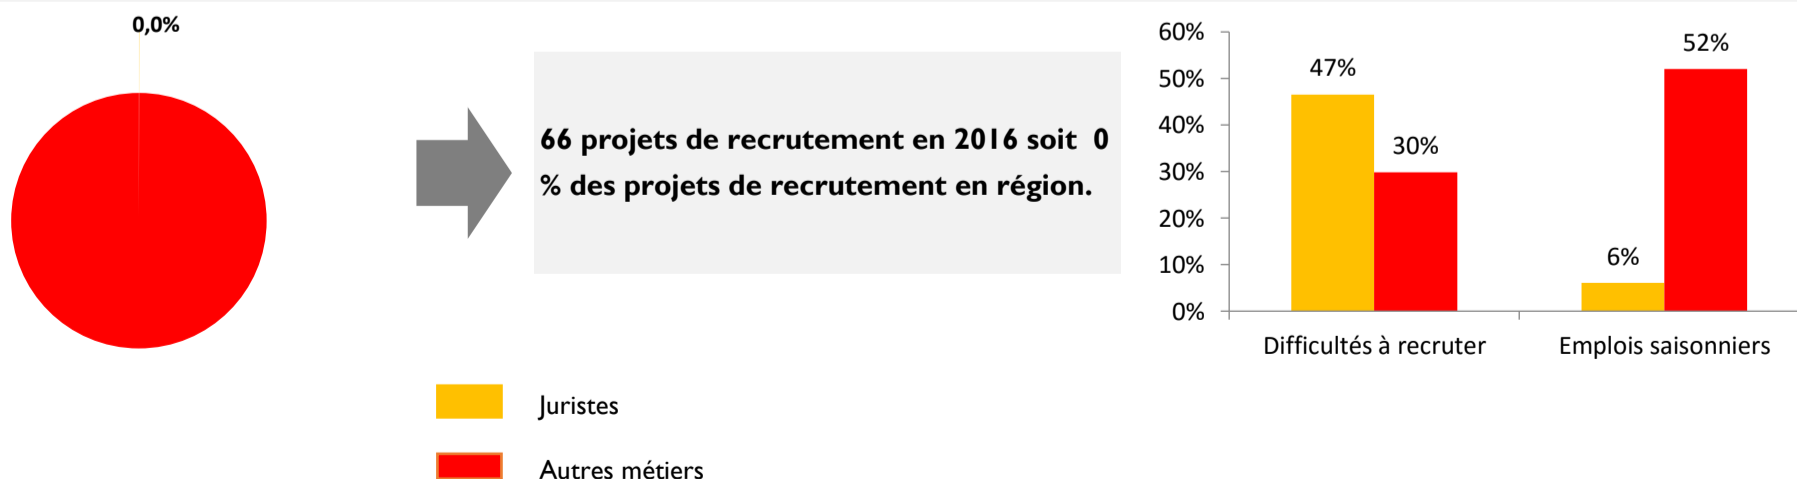 0,0%
66 projets de recrutement en 2016 soit 0
% des projets de recrutement en région.
60%
50%
40%
30%
20%
10%
0%
47%
30%
6%
52%
Difficultés à recruter
Emplois saisonniers
Juristes
Autres métiers